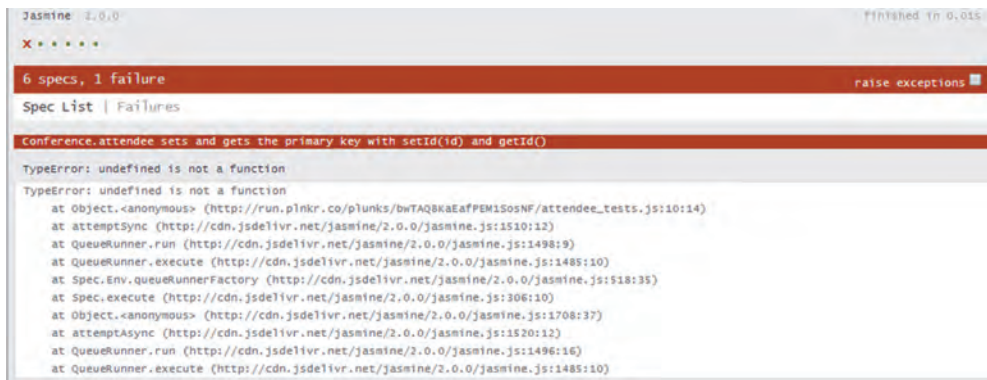 Jasmine 2.0.0
finished in 0.01s
X • • • • •
6 specs, 1 failure
raise exceptions
Spec List | Failures
Conference.attendee sets and gets the primary key with setId(id) and getId()
TypeError: undefined is not a function
TypeError: undefined is not a function
at Object.<anonymous> (http://run.plnkr.co/plunks/bwTAQBKaEafPEM1SosNF/attendee_tests.js:10:14)
at attemptSync (http://cdn.jsdelivr.net/jasmine/2.0.0/jasmine.js:1510:12)
at QueueRunner.run (http://cdn.jsdelivr.net/jasmine/2.0.0/jasmine.js:1498:9)
at QueueRunner.execute (http://cdn.jsdelivr.net/jasmine/2.0.0/jasmine.js:1485:10)
at Spec.Env.queueRunnerFactory (http://cdn.jsdelivr.net/jasmine/2.0.0/jasmine.js:518:35)
at Spec.execute (http://cdn.jsdelivr.net/jasmine/2.0.0/jasmine.js:306:10)
at Object.<anonymous> (http://cdn.jsdelivr.net/jasmine/2.0.0/jasmine.js:1708:37)
at attemptAsync (http://cdn.jsdelivr.net/jasmine/2.0.0/jasmine.js:1520:12)
at QueueRunner.run (http://cdn.jsdelivr.net/jasmine/2.0.0/jasmine.js:1496:16)
at QueueRunner.execute (http://cdn.jsdelivr.net/jasmine/2.0.0/jasmine.js:1485:10)